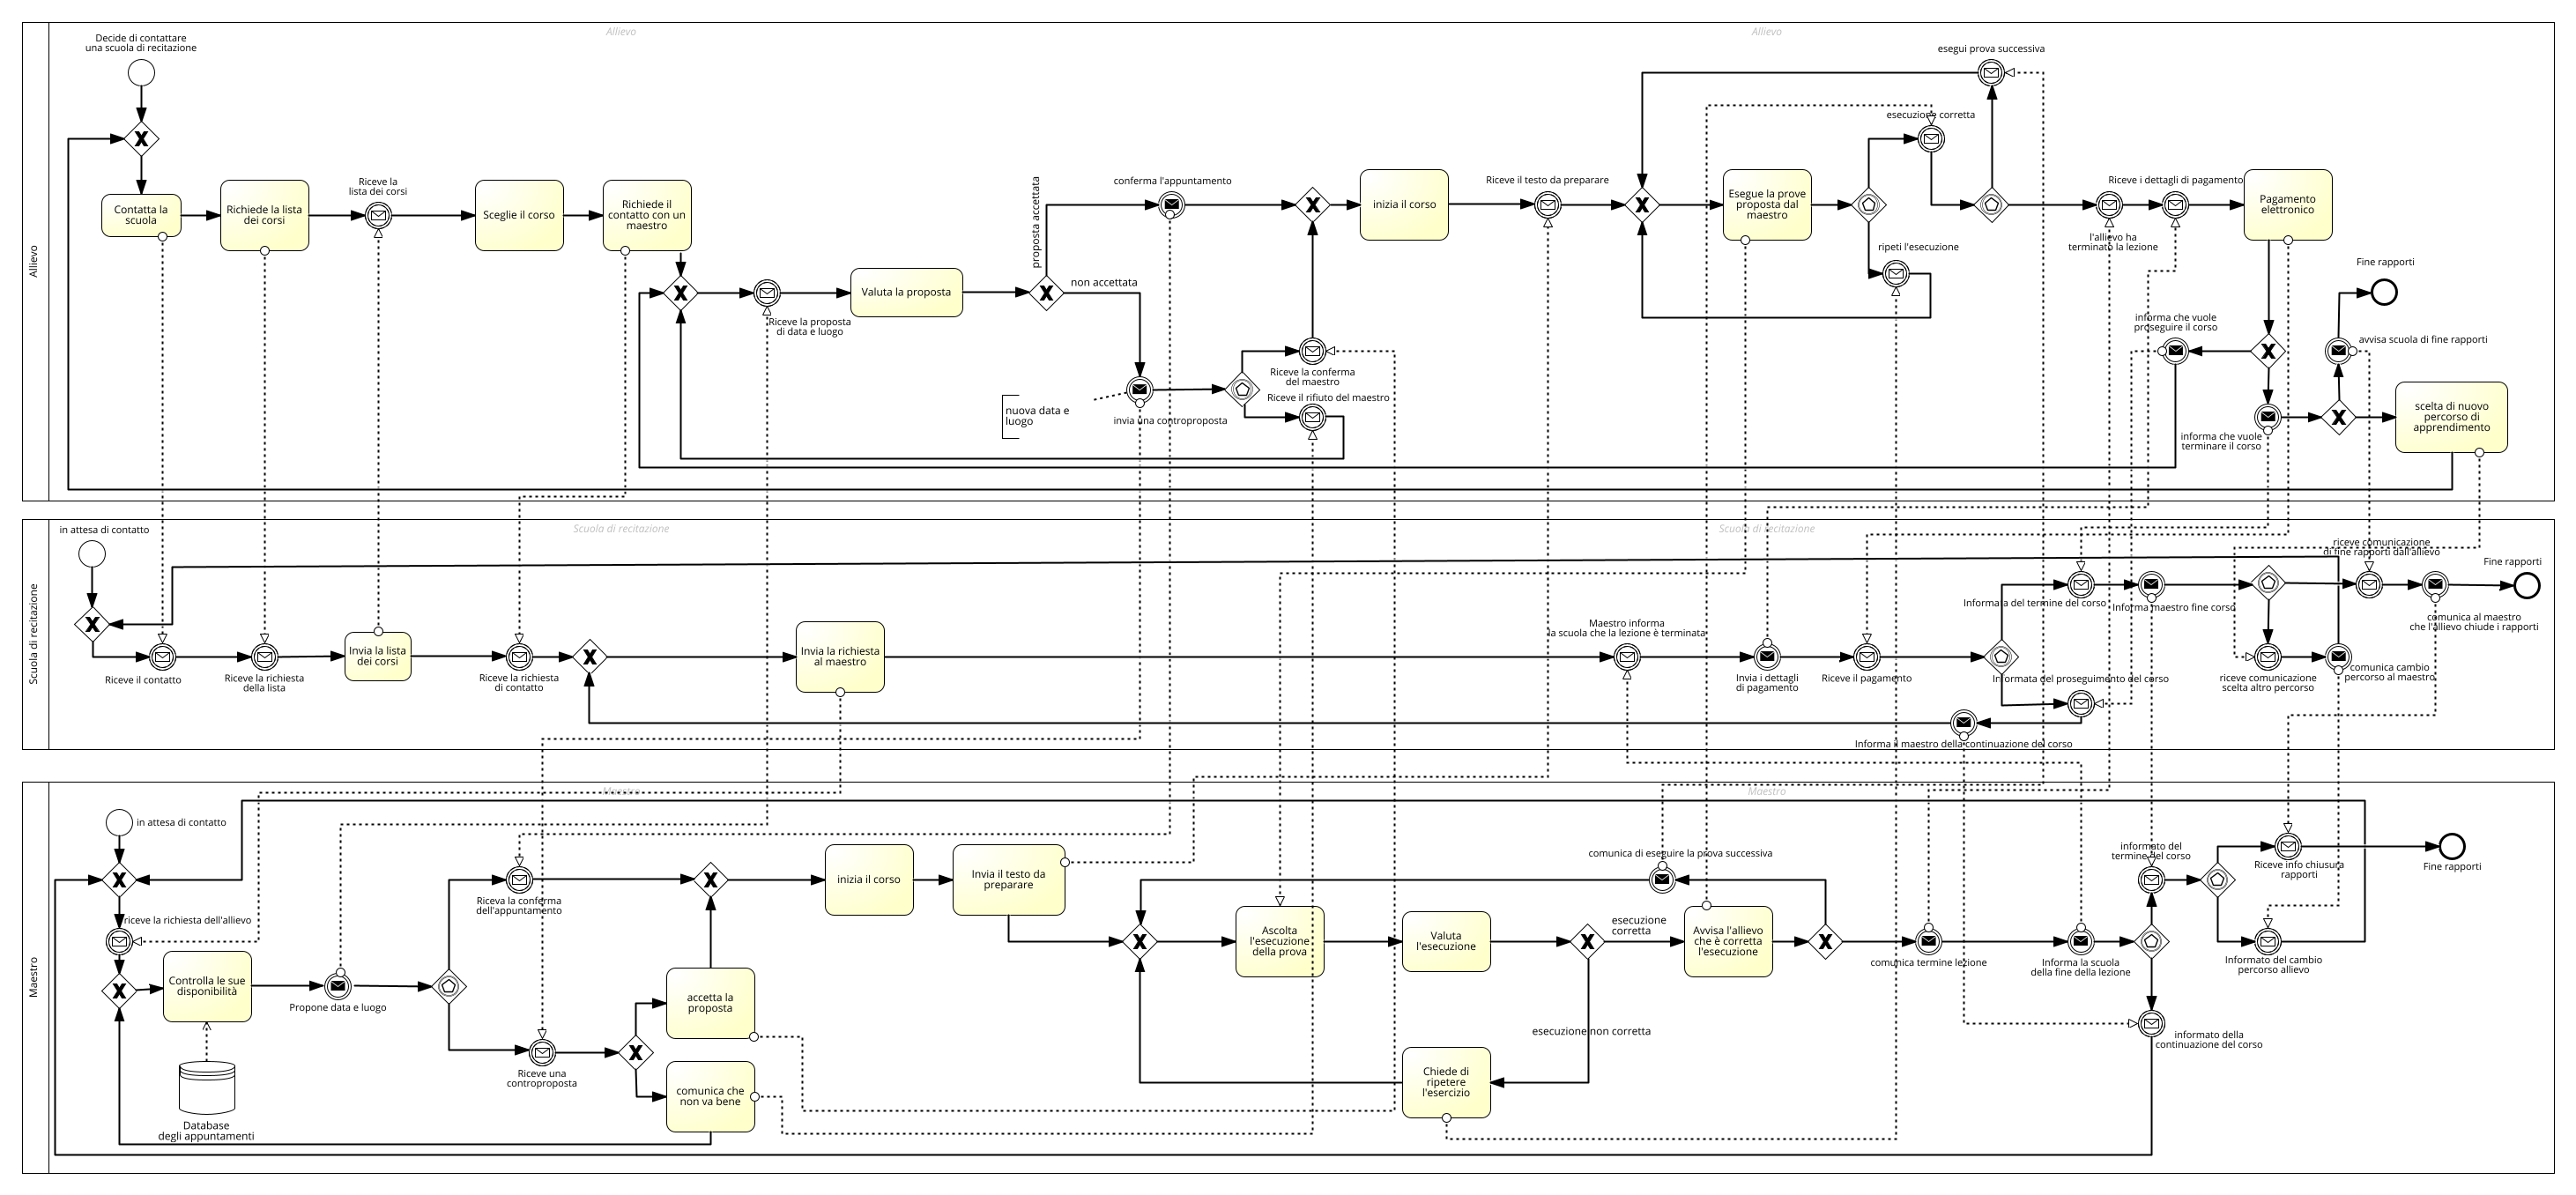 Allievo
Allievo
Allievo
Decide di contattare
una scuola di recitazione
Contatta la
scuola
Richiede la lista
dei corsi
Riceve la
lista dei corsi
Sceglie il corso
Richiede il
contatto con un
maestro
Riceve la proposta
di data e luogo
Valuta la proposta
proposta accettata
non accettata
conferma l'appuntamento
nuova data e
luogo
invia una controproposta
Riceve la conferma
del maestro
Riceve il rifiuto del maestro
inizia il corso
Riceve il testo da preparare
Esegue la prove
proposta dal
maestro
esecuzione corretta
ripeti l'esecuzione
esegui prova successiva
l'allievo ha
terminato la lezione
Riceve i dettagli di pagamento
Pagamento
elettronico
informa che vuole
proseguire il corso
informa che vuole
terminare il corso
avvisa scuola di fine rapporti
Fine rapporti
scelta di nuovo
percorso di
apprendimento
Scuola di recitazione
Scuola di recitazione
Scuola di recitazione
in attesa di contatto
Riceve il contatto
Riceve la richiesta
della lista
Invia la lista
dei corsi
Riceve la richiesta
di contatto
Invia la richiesta
al maestro
Maestro informa
la scuola che la lezione è terminata
Invia i dettagli
di pagamento
Riceve il pagamento
Informata del termine del corso
Informa maestro fine corso
Informata del proseguimento del corso
Informa il maestro della continuazione del corso
riceve comunicazione
di fine rapporti dall'allievo
riceve comunicazione
scelta altro percorso
comunica cambio
percorso al maestro
comunica al maestro
che l'allievo chiude i rapporti
Fine rapporti
Maestro
Maestro
Maestro
in attesa di contatto
riceve la richiesta dell'allievo
Controlla le sue
disponibilità
Database
degli appuntamenti
Propone data e luogo
Riceva la conferma
dell'appuntamento
Riceve una
controproposta
accetta la
proposta
comunica che
non va bene
inizia il corso
Invia il testo da
preparare
Ascolta
l'esecuzione
della prova
Valuta
l'esecuzione
esecuzione
corretta
esecuzione non corretta
Chiede di
ripetere
l'esercizio
Avvisa l'allievo
che è corretta
l'esecuzione
comunica di eseguire la prova successiva
comunica termine lezione
Informa la scuola
della fine della lezione
informato del
termine del corso
informato della
continuazione del corso
Riceve info chiusura
rapporti
Informato del cambio
percorso allievo
Fine rapporti